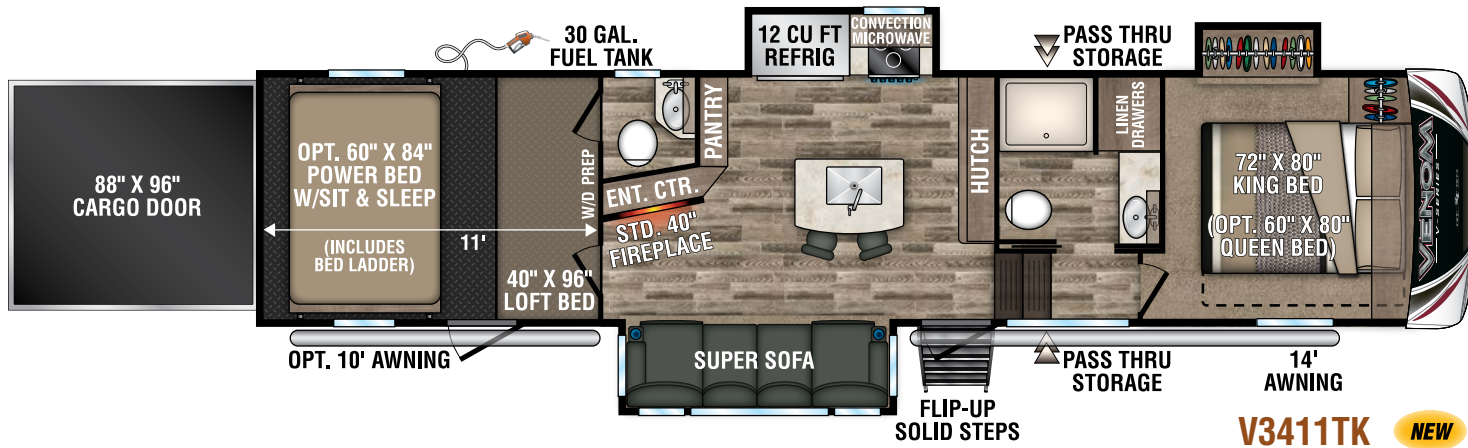 30 GAL.
FUEL TANK
12 CU FT
REFRIG
CONVECTION
MICROWAVE
PASS THRU
STORAGE
88" X 96"
CARGO DOOR
OPT. 60" X 84"
POWER BED
W/SIT & SLEEP
(INCLUDES
BED LADDER)
11'
40" X 96"
LOFT BED
W/D PREP
PANTRY
ENT. CTR.
STD. 40"
FIREPLACE
HUTCH
LINEN
DRAWERS
72" X 80"
KING BED
(OPT. 60" X 80"
QUEEN BED)
VENOM
V-SERIES
OPT. 10' AWNING
SUPER SOFA
FLIP-UP
SOLID STEPS
PASS THRU
STORAGE
14'
AWNING
V3411TK
NEW